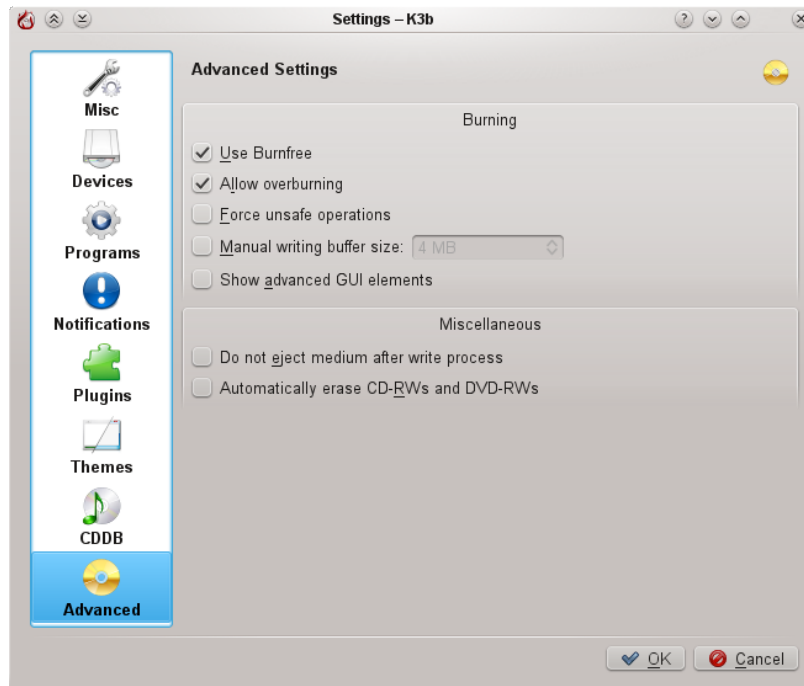 Settings – K3b
Misc
Devices
Programs
Notifications
Plugins
Themes
CDDB
Advanced
Advanced Settings
Burning
Use Burnfree
Allow overburning
Force unsafe operations
Manual writing buffer size: 4 MB
Show advanced GUI elements
Miscellaneous
Do not eject medium after write process
Automatically erase CD-RWs and DVD-RWs
OK Cancel